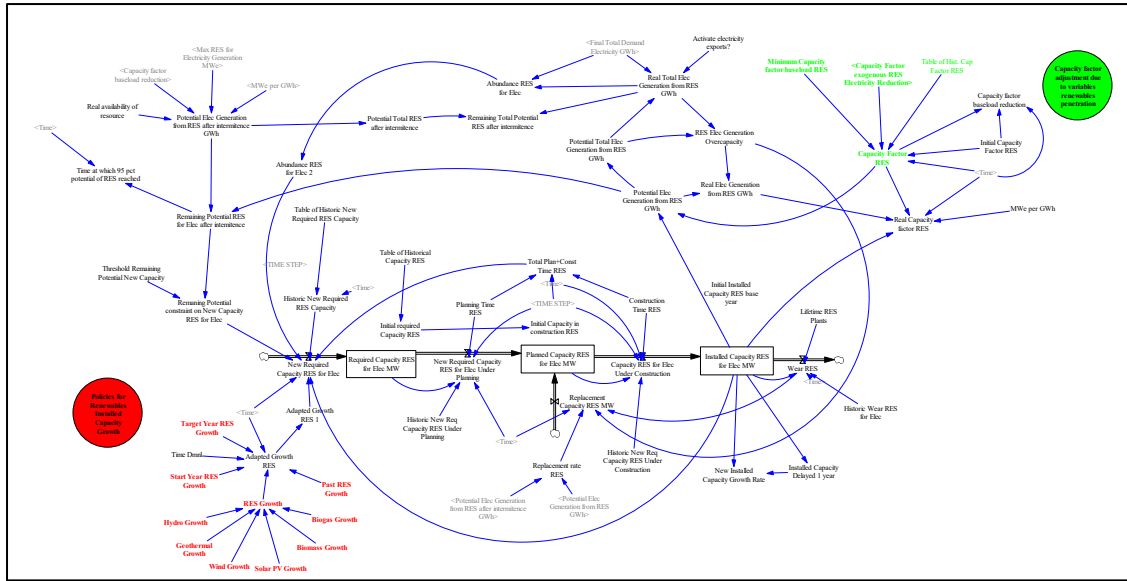 <Max RES for
Electricity Generation
MWe>
<Capacity factor
baseload reduction>
<MWe per GWh>
Real availability of
resource
Potential Elec Generation
from RES after intermitence
GWh
<Time>
Time at which 95 pct
potential of RES reached
Potential Total RES
after intermitence
Remaining Total Potential
RES after intermitence
<Final Total Demand
Electricity GWh>
Activate electricity
exports?
Abundance RES
for Elec
Real Total Elec
Generation from RES
GWh
Potential Total Elec
Generation from RES
GWh
RES Elec Generation
Overcapacity
Abundance RES
for Elec 2
Real Elec Generation
from RES GWh
Potential Elec
Generation from RES
GWh
Minimum Capacity
factor baseload RES
<Capacity Factor
exogenous RES
Electricity Reduction>
Table of Hist. Cap
Factor RES
Capacity factor
adjustment due
to variables
renewables
penetration
Capacity factor
baseload reduction
Initial Capacity
Factor RES
Capacity Factor
RES
<Time>
MWe per GWh
Real Capacity
factor RES
Remaining Potential RES
for Elec after intermitence
Table of Historic New
Required RES Capacity
<TIME STEP>
Table of Historical
Capacity RES
Total Plan+Const
Time RES
<Time>
Threshold Remaining
Potential New Capacity
Historic New Required
RES Capacity
<Time>
Planning Time
RES
<TIME STEP>
Construction
Time RES
Initial Installed
Capacity RES base
year
Remaning Potential
constraint on New Capacity
RES for Elec
Initial required
Capacity RES
Initial Capacity in
construction RES
Lifetime RES
Plants
New Required
Capacity RES for Elec
Required Capacity RES
for Elec MW
New Required Capacity
RES for Elec Under
Planning
Planned Capacity RES
for Elec MW
Capacity RES for Elec
Under Construction
Installed Capacity RES
for Elec MW
Wear RES
<Time>
Policies for
Renewables
Installed
Capacity
Growth
<Time>
Adapted Growth
RES 1
Historic New Req
Capacity RES Under
Planning
Replacement
Capacity RES MW
<Time>
Historic Wear RES
for Elec
Target Year RES
Growth
Time Dmnl
Adapted Growth
RES
Start Year RES
Growth
Past RES
Growth
Replacement rate
RES
Historic New Req
Capacity RES Under
Construction
New Installed
Capacity Growth Rate
Installed Capacity
Delayed 1 year
RES Growth
<Potential Elec Generation
from RES after intermitence
GWh>
<Potential Elec
Generation from RES
GWh>
Hydro Growth
Biogas Growth
Geothermal
Growth
Biomass Growth
Wind Growth
Solar PV Growth